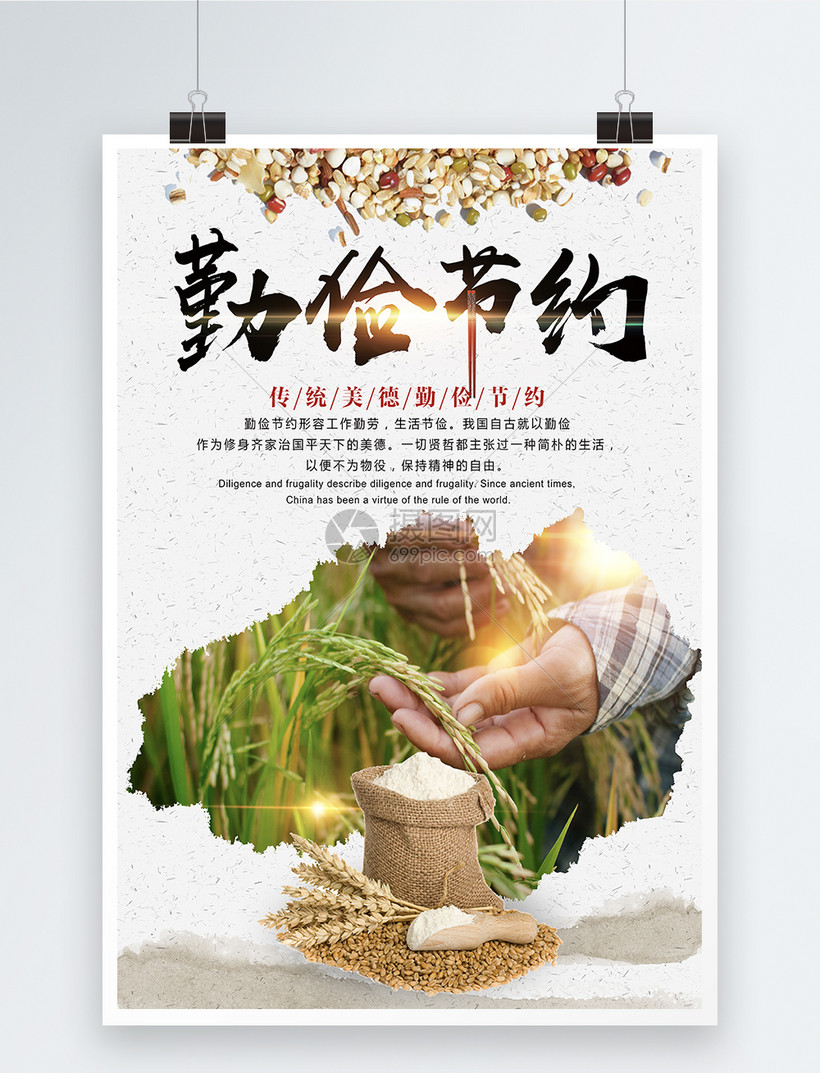 勤俭节约
传/统/美/德/勤/俭/节/约
勤俭节约形容工作勤劳，生活节俭。我国自古就以勤俭
作为修身齐家治国平天下的美德。一切贤哲都主张过一种简朴的生活，
以便不为物役，保持精神的自由。
Diligence and frugality describe diligence and frugality. Since ancient times,
China has been a virtue of the rule of the world.
摄图网
699pic.com